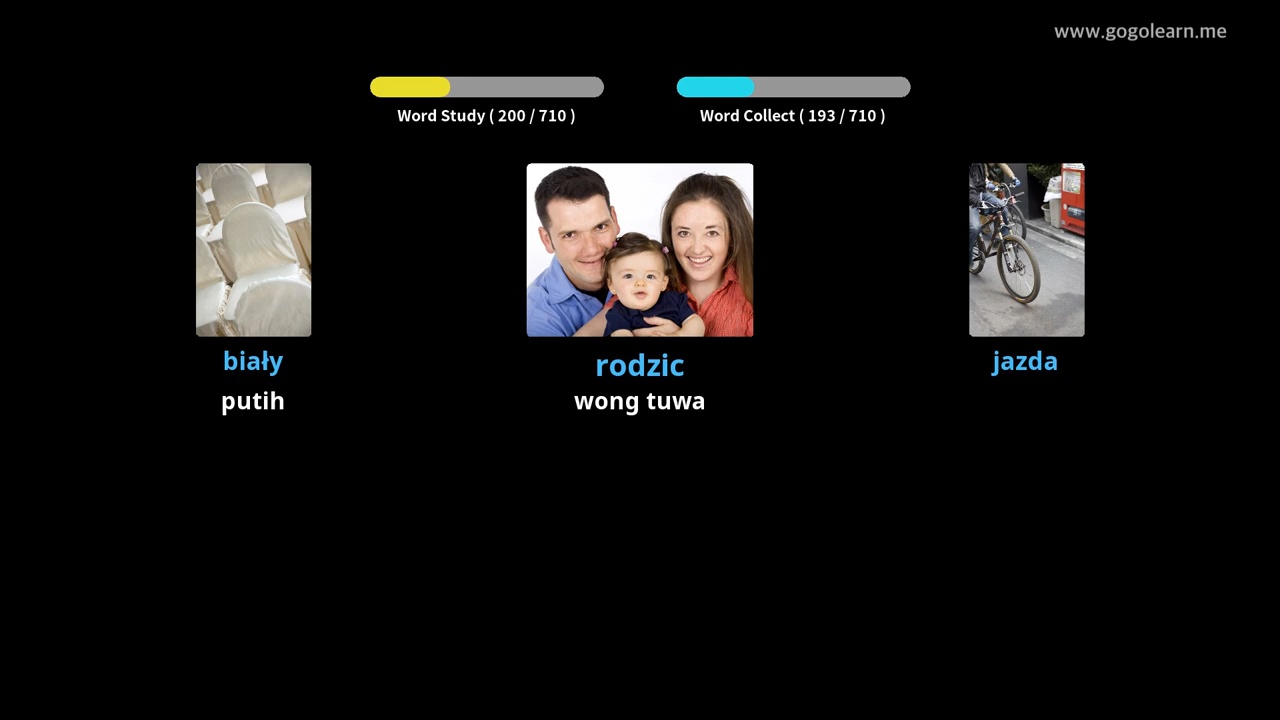 www.gogolearn.me
Word Study ( 200 / 710 )
Word Collect ( 193 / 710 )
biały
putih
rodzic
wong tuwa
jazda